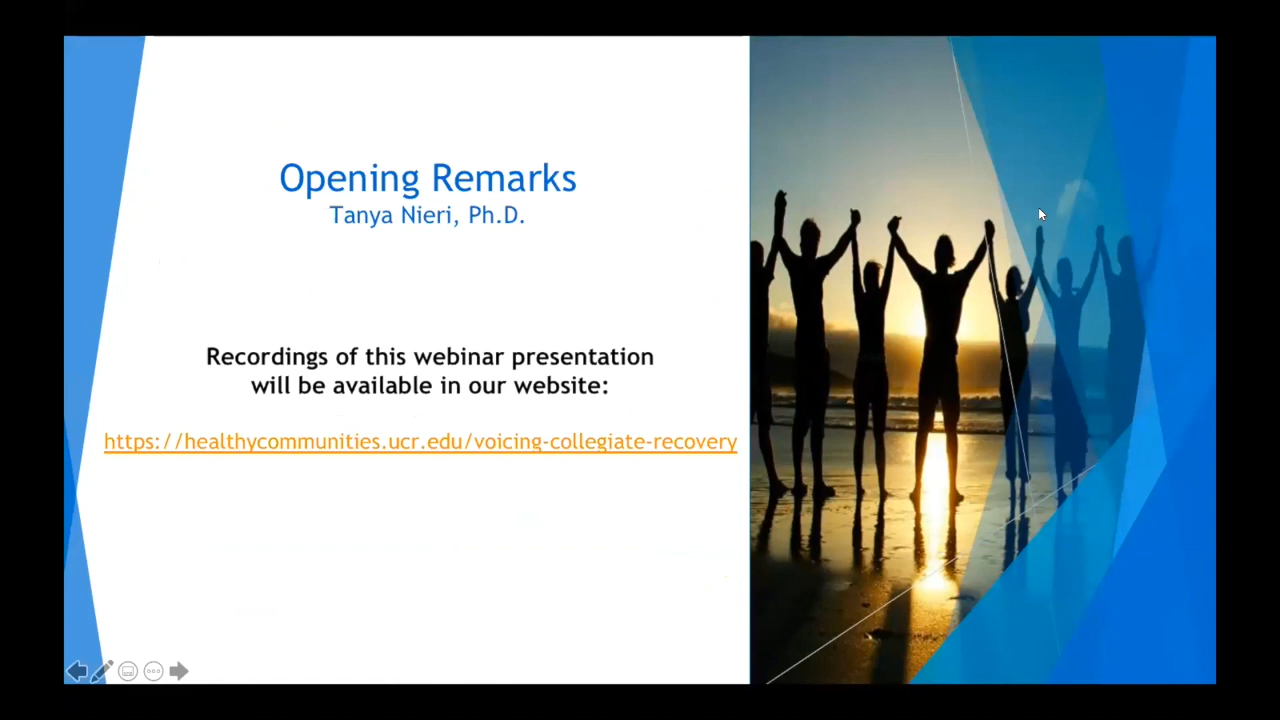 Opening Remarks
Tanya Nieri, Ph.D.
Recordings of this webinar presentation
will be available in our website:
https://healthycommunities.ucr.edu/voicing-collegiate-recovery